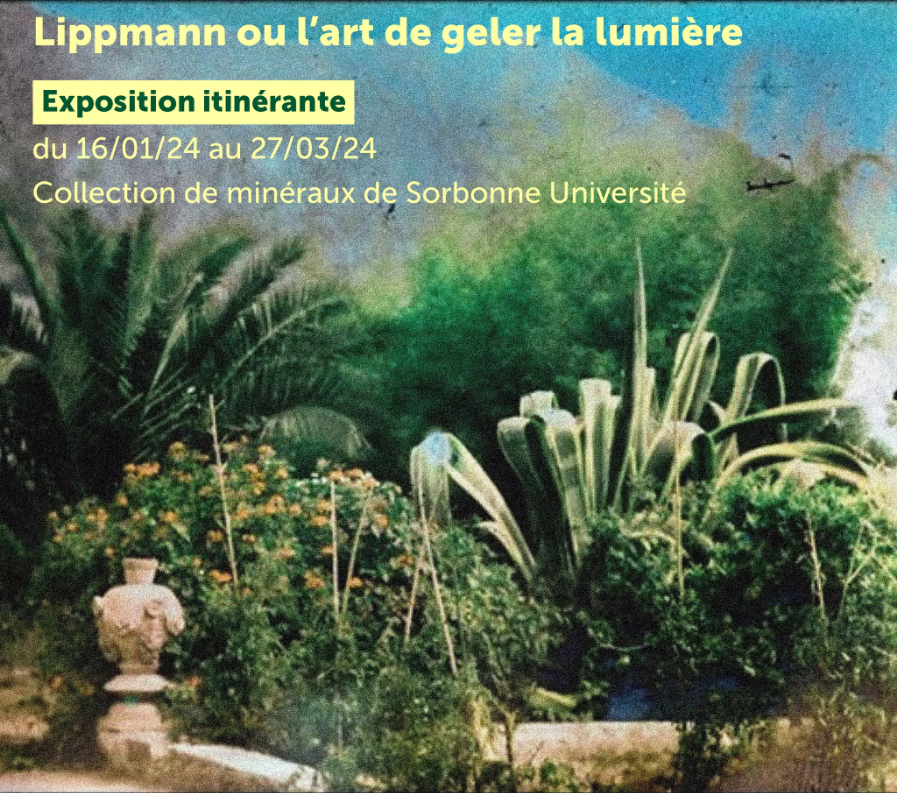 Lippmann ou l’art de geler la lumière
Exposition itinérante
du 16/01/24 au 27/03/24
Collection de minéraux de Sorbonne Université